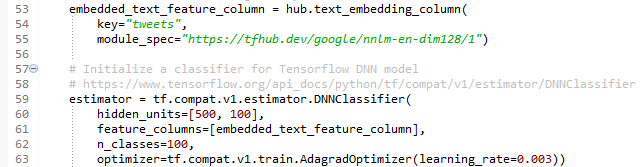 53 embedded_text_feature_column = hub.text_embedding_column(
54 key="tweets",
55 module_spec="https://tfhub.dev/google/nnlm-en-dim128/1")
56
57 # Initialize a classifier for Tensorflow DNN model
58 # https://www.tensorflow.org/api_docs/python/tf/compat/v1/estimator/DNNClassifier
59 estimator = tf.compat.v1.estimator.DNNClassifier(
60 hidden_units=[500, 100],
61 feature_columns=[embedded_text_feature_column],
62 n_classes=100,
63 optimizer=tf.compat.v1.train.AdagradOptimizer(learning_rate=0.003))